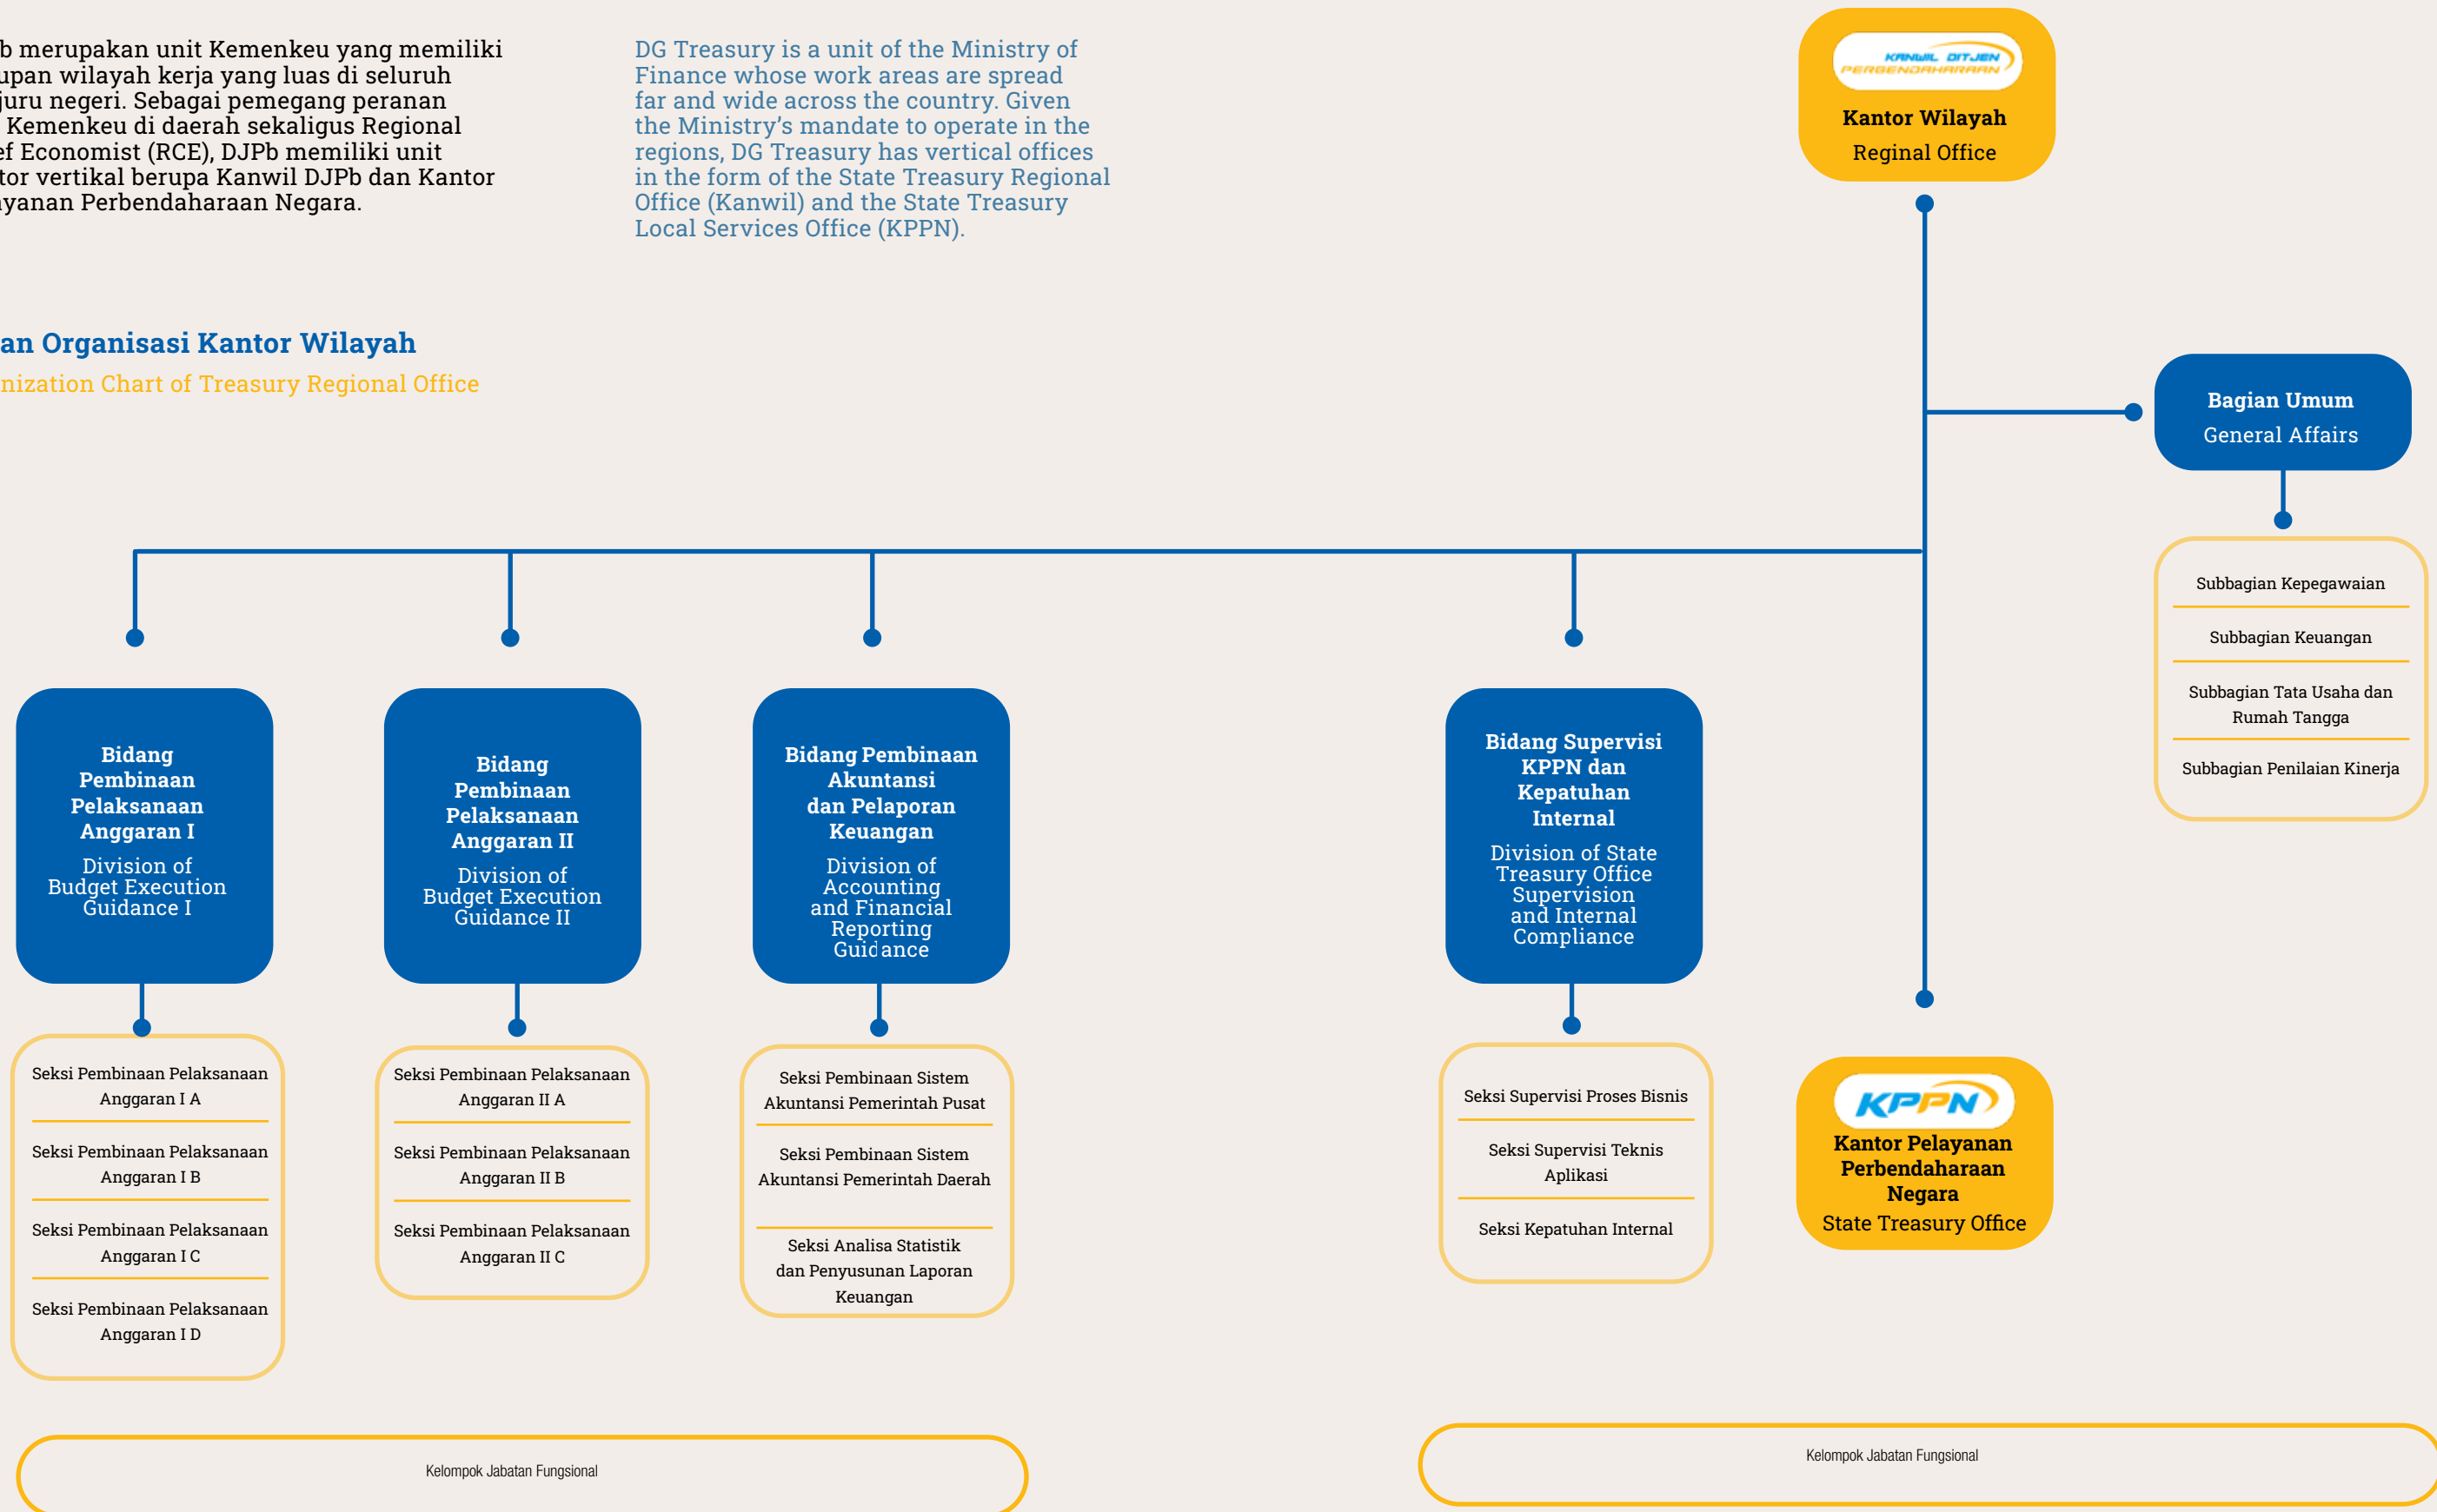 b merupakan unit Kemenkeu yang memiliki
upan wilayah kerja yang luas di seluruh
juru negeri. Sebagai pemegang peranan
Kemenkeu di daerah sekaligus Regional
ef Economist (RCE), DJPb memiliki unit
tor vertikal berupa Kanwil DJPb dan Kantor
ayanan Perbendaharaan Negara.
DG Treasury is a unit of the Ministry of
Finance whose work areas are spread
far and wide across the country. Given
the Ministry’s mandate to operate in the
regions, DG Treasury has vertical offices
in the form of the State Treasury Regional
Office (Kanwil) and the State Treasury
Local Services Office (KPPN).
KANWIL DITJEN
PERBENDAHARAAN
Kantor Wilayah
Reginal Office
an Organisasi Kantor Wilayah
nization Chart of Treasury Regional Office
Bagian Umum
General Affairs
Subbagian Kepegawaian
Subbagian Keuangan
Subbagian Tata Usaha dan
Rumah Tangga
Subbagian Penilaian Kinerja
Bidang
Pembinaan
Pelaksanaan
Anggaran I
Division of
Budget Execution
Guidance I
Bidang
Pembinaan
Pelaksanaan
Anggaran II
Division of
Budget Execution
Guidance II
Bidang Pembinaan
Akuntansi
dan Pelaporan
Keuangan
Division of
Accounting
and Financial
Reporting
Guidance
Bidang Supervisi
KPPN dan
Kepatuhan
Internal
Division of State
Treasury Office
Supervision
and Internal
Compliance
Seksi Pembinaan Pelaksanaan
Anggaran I A
Seksi Pembinaan Pelaksanaan
Anggaran I B
Seksi Pembinaan Pelaksanaan
Anggaran I C
Seksi Pembinaan Pelaksanaan
Anggaran I D
Seksi Pembinaan Pelaksanaan
Anggaran II A
Seksi Pembinaan Pelaksanaan
Anggaran II B
Seksi Pembinaan Pelaksanaan
Anggaran II C
Seksi Pembinaan Sistem
Akuntansi Pemerintah Pusat
Seksi Pembinaan Sistem
Akuntansi Pemerintah Daerah
Seksi Analisa Statistik
dan Penyusunan Laporan
Keuangan
Seksi Supervisi Proses Bisnis
Seksi Supervisi Teknis
Aplikasi
Seksi Kepatuhan Internal
KPPN
Kantor Pelayanan
Perbendaharaan
Negara
State Treasury Office
Kelompok Jabatan Fungsional
Kelompok Jabatan Fungsional